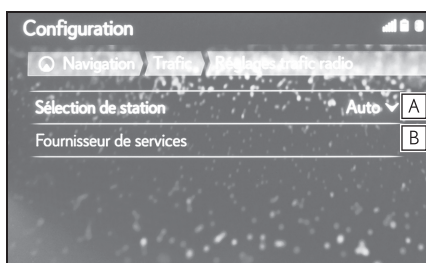 Configuration
Navigation Trafic Réglages trafic radio
Sélection de station Auto A
Fournisseur de services B